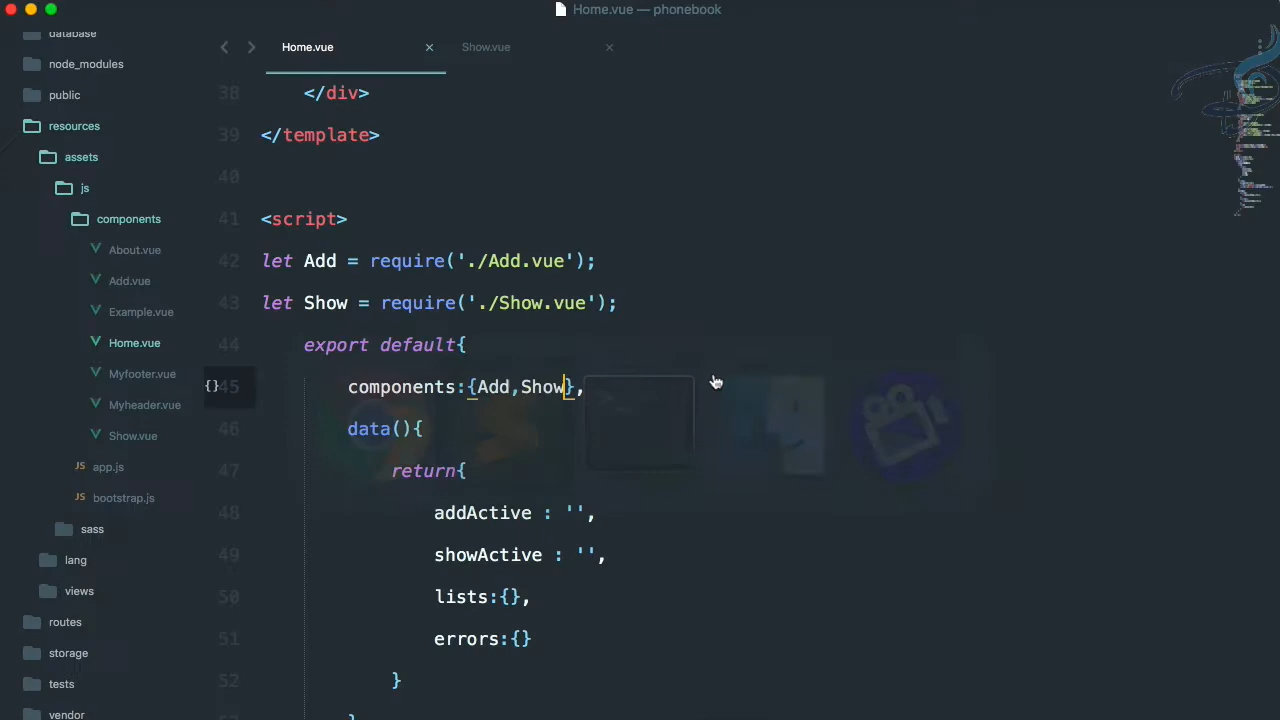 Home.vue — phonebook
database
node_modules
public
resources
assets
js
components
About.vue
Add.vue
Example.vue
Home.vue
Myfooter.vue
Myheader.vue
Show.vue
JS app.js
JS bootstrap.js
sass
lang
views
routes
storage
tests
vendor
Home.vue ×
Show.vue ×
38 </div>
39 </template>
40
41 <script>
42 let Add = require('./Add.vue');
43 let Show = require('./Show.vue');
44 export default{
{} 45 components:{Add,Show},
46 data(){
47 return{
48 addActive : '',
49 showActive : '',
50 lists:{},
51 errors:{}
52 }
53 }